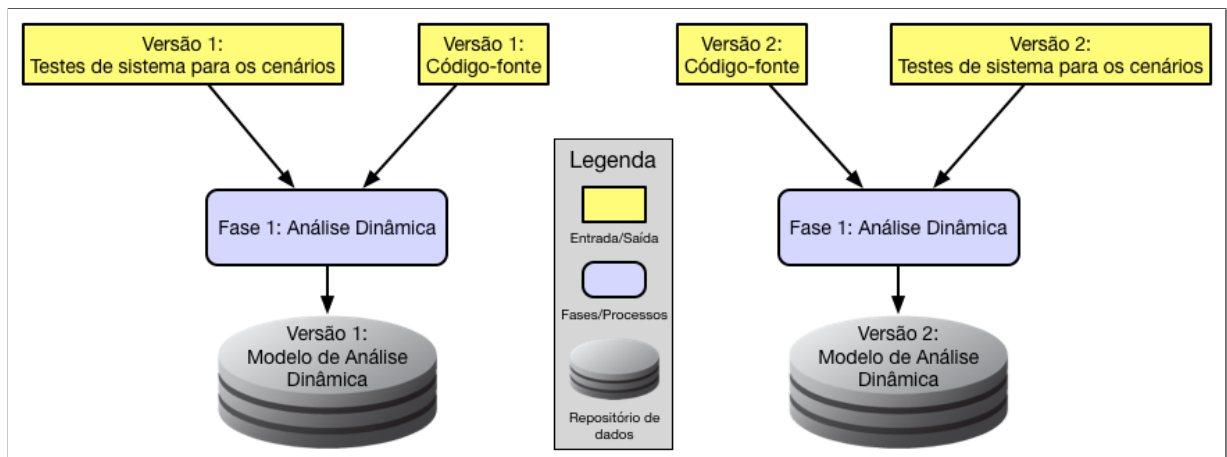 Versão 1:
Testes de sistema para os cenários
Versão 1:
Código-fonte
Versão 2:
Código-fonte
Versão 2:
Testes de sistema para os cenários
Fase 1: Análise Dinâmica
Versão 1:
Modelo de Análise
Dinâmica
Legenda
Entrada/Saída
Fases/Processos
Repositório de
dados
Fase 1: Análise Dinâmica
Versão 2:
Modelo de Análise
Dinâmica